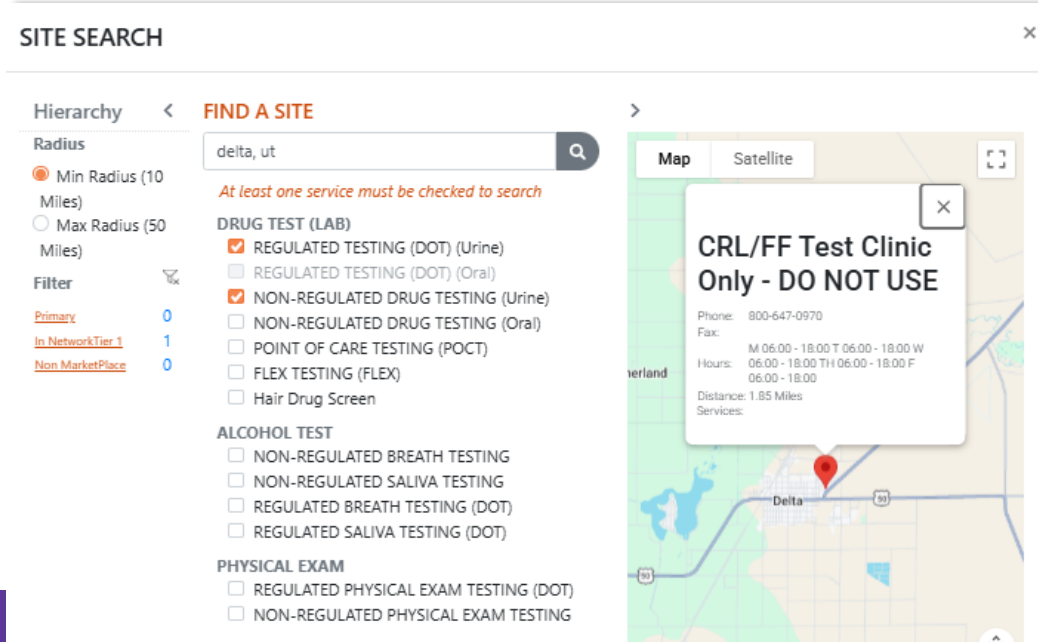 SITE SEARCH
×
Hierarchy <
Radius
Min Radius (10
Miles)
Max Radius (50
Miles)
Filter
Primary 0
In NetworkTier 1 1
Non MarketPlace 0
FIND A SITE
delta, ut
At least one service must be checked to search
DRUG TEST (LAB)
REGULATED TESTING (DOT) (Urine)
REGULATED TESTING (DOT) (Oral)
NON-REGULATED DRUG TESTING (Urine)
NON-REGULATED DRUG TESTING (Oral)
POINT OF CARE TESTING (POCT)
FLEX TESTING (FLEX)
Hair Drug Screen
ALCOHOL TEST
NON-REGULATED BREATH TESTING
NON-REGULATED SALIVA TESTING
REGULATED BREATH TESTING (DOT)
REGULATED SALIVA TESTING (DOT)
PHYSICAL EXAM
REGULATED PHYSICAL EXAM TESTING (DOT)
NON-REGULATED PHYSICAL EXAM TESTING
>
Map Satellite
×
CRL/FF Test Clinic
Only - DO NOT USE
Phone: 800-647-0970
Fax:
M 06:00 - 18:00 T 06:00 - 18:00 W
Hours: 06:00 - 18:00 TH 06:00 - 18:00 F
06:00 - 18:00
Distance: 1.85 Miles
Services:
herland
Delta
50
50